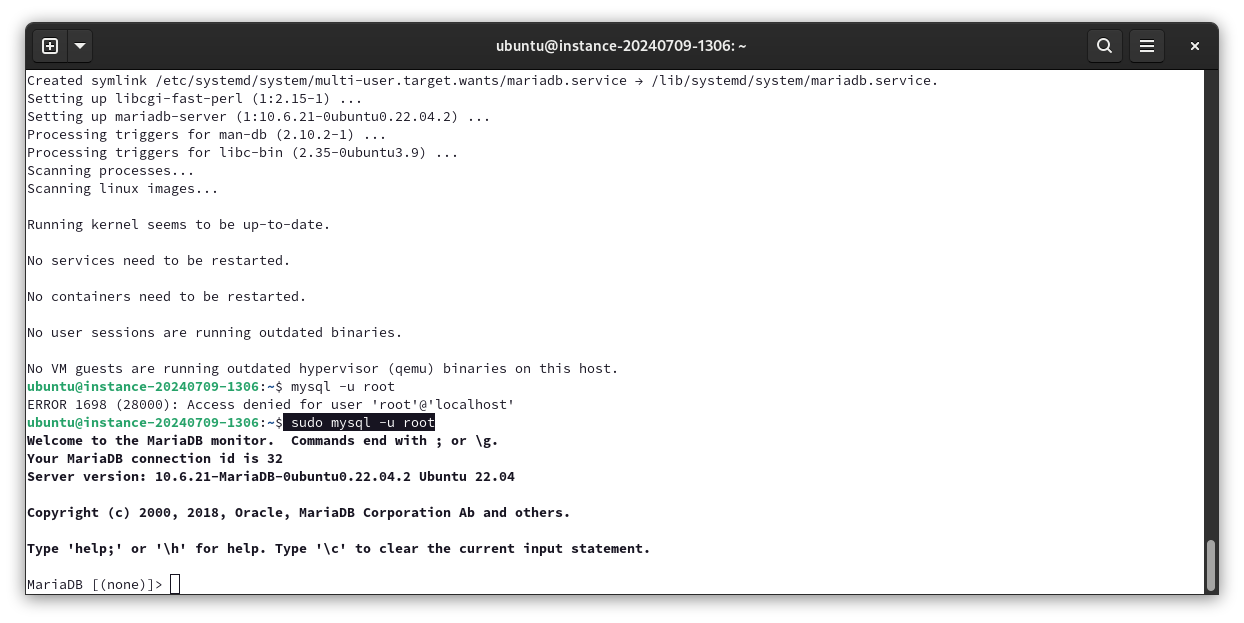 ubuntu@instance-20240709-1306: ~
Created symlink /etc/systemd/system/multi-user.target.wants/mariadb.service → /lib/systemd/system/mariadb.service.
Setting up libcgi-fast-perl (1:2.15-1) ...
Setting up mariadb-server (1:10.6.21-0ubuntu0.22.04.2) ...
Processing triggers for man-db (2.10.2-1) ...
Processing triggers for libc-bin (2.35-0ubuntu3.9) ...
Scanning processes...
Scanning linux images...
Running kernel seems to be up-to-date.
No services need to be restarted.
No containers need to be restarted.
No user sessions are running outdated binaries.
No VM guests are running outdated hypervisor (qemu) binaries on this host.
ubuntu@instance-20240709-1306:~$ mysql -u root
ERROR 1698 (28000): Access denied for user 'root'@'localhost'
ubuntu@instance-20240709-1306:~$ sudo mysql -u root
Welcome to the MariaDB monitor.  Commands end with ; or \g.
Your MariaDB connection id is 32
Server version: 10.6.21-MariaDB-0ubuntu0.22.04.2 Ubuntu 22.04
Copyright (c) 2000, 2018, Oracle, MariaDB Corporation Ab and others.
Type 'help;' or '\h' for help. Type '\c' to clear the current input statement.
MariaDB [(none)]>